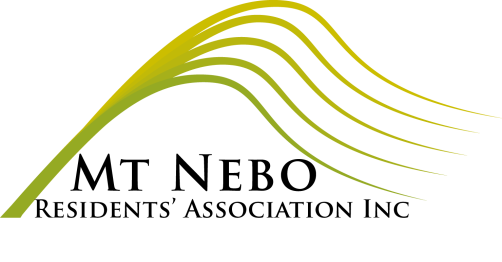 Mt Nebo
Residents’ Association Inc